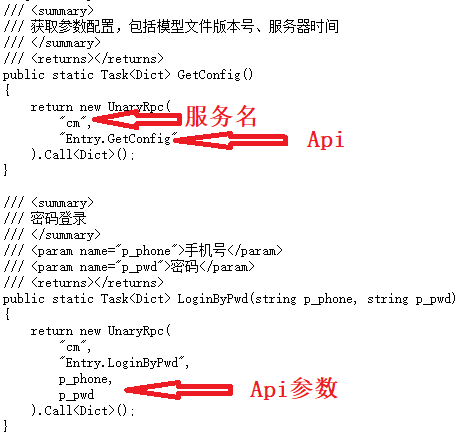 /// <summary>
/// 获取参数配置，包括模型文件版本号、服务器时间
/// </summary>
/// <returns></returns>
public static Task<Dict> GetConfig()
{
    return new UnaryRpc(
        "cm", 服务名
        "Entry.GetConfig" Api
    ).Call<Dict>();
}

/// <summary>
/// 密码登录
/// </summary>
/// <param name="p_phone">手机号</param>
/// <param name="p_pwd">密码</param>
/// <returns></returns>
public static Task<Dict> LoginByPwd(string p_phone, string p_pwd)
{
    return new UnaryRpc(
        "cm",
        "Entry.LoginByPwd",
        p_phone,
        p_pwd Api参数
    ).Call<Dict>();
}